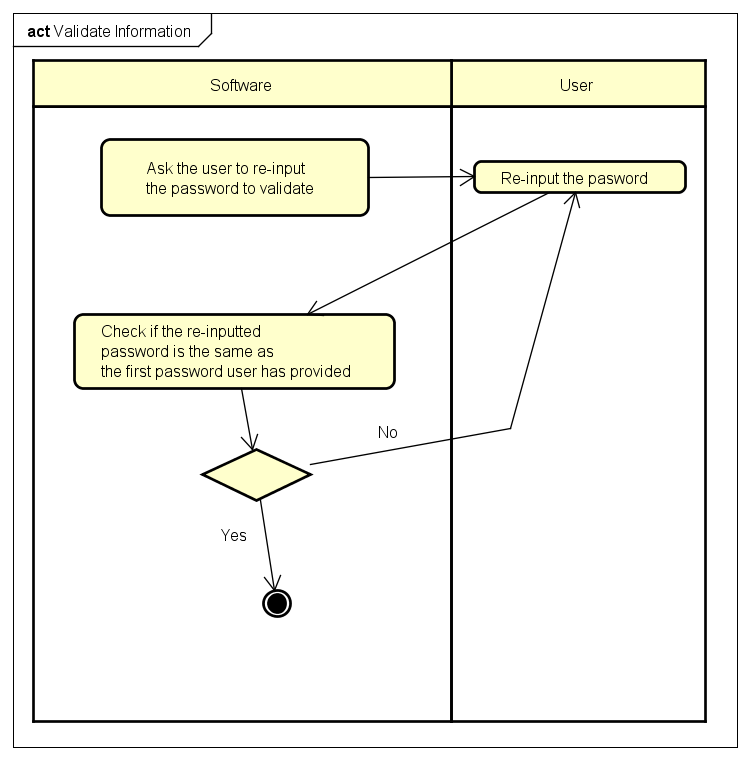 act Validate Information
Software
User
Ask the user to re-input
the password to validate
Re-input the pasword
Check if the re-inputted
password is the same as
the first password user has provided
No
Yes